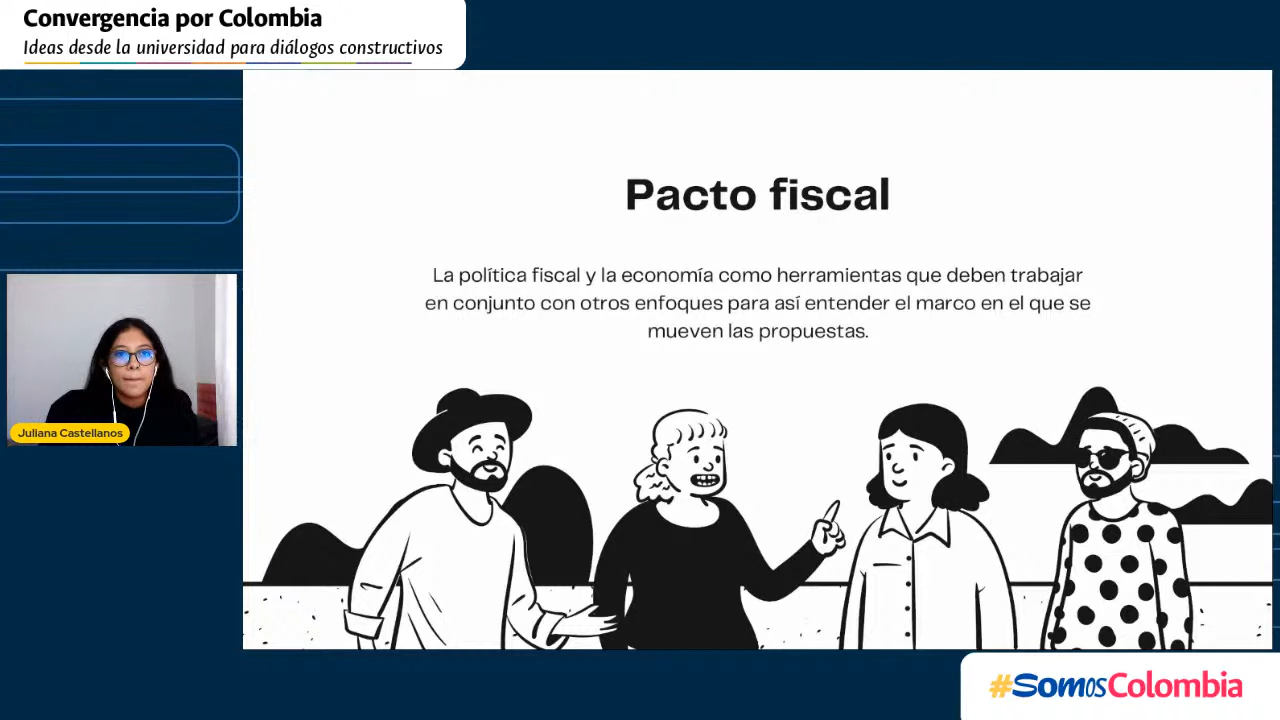 Convergencia por Colombia
Ideas desde la universidad para diálogos constructivos
Pacto fiscal
La política fiscal y la economía como herramientas que deben trabajar
en conjunto con otros enfoques para así entender el marco en el que se
mueven las propuestas.
Juliana Castellanos
#SomosColombia